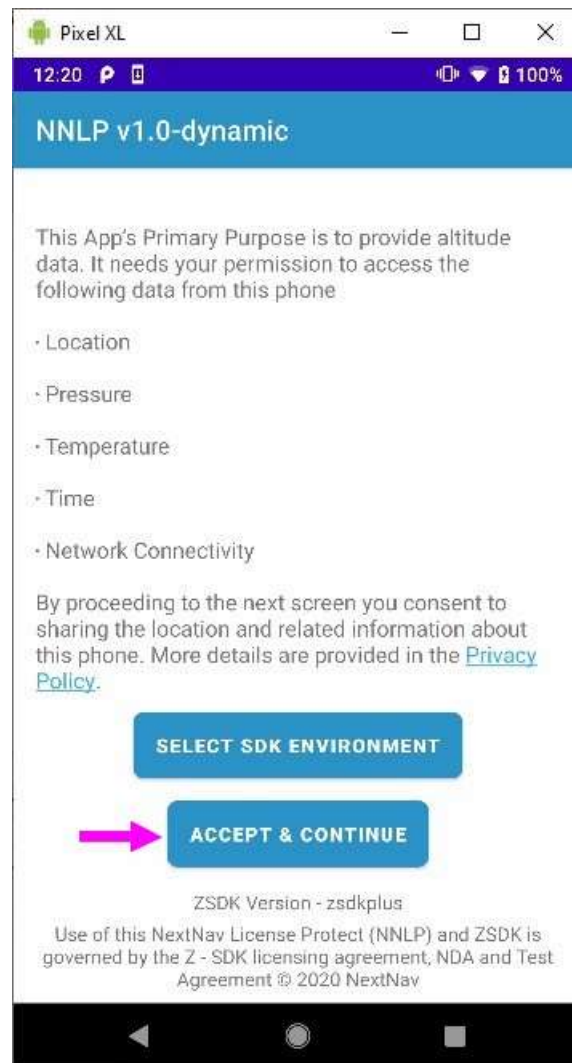 Pixel XL
12:20 100%
NNLP v1.0-dynamic
This App's Primary Purpose is to provide altitude
data. It needs your permission to access the
following data from this phone
· Location
· Pressure
· Temperature
· Time
· Network Connectivity
By proceeding to the next screen you consent to
sharing the location and related information about
this phone. More details are provided in the Privacy
Policy.
SELECT SDK ENVIRONMENT
ACCEPT & CONTINUE
ZSDK Version - zsdkplus
Use of this NextNav License Protect (NNLP) and ZSDK is
governed by the Z - SDK licensing agreement, NDA and Test
Agreement © 2020 NextNav